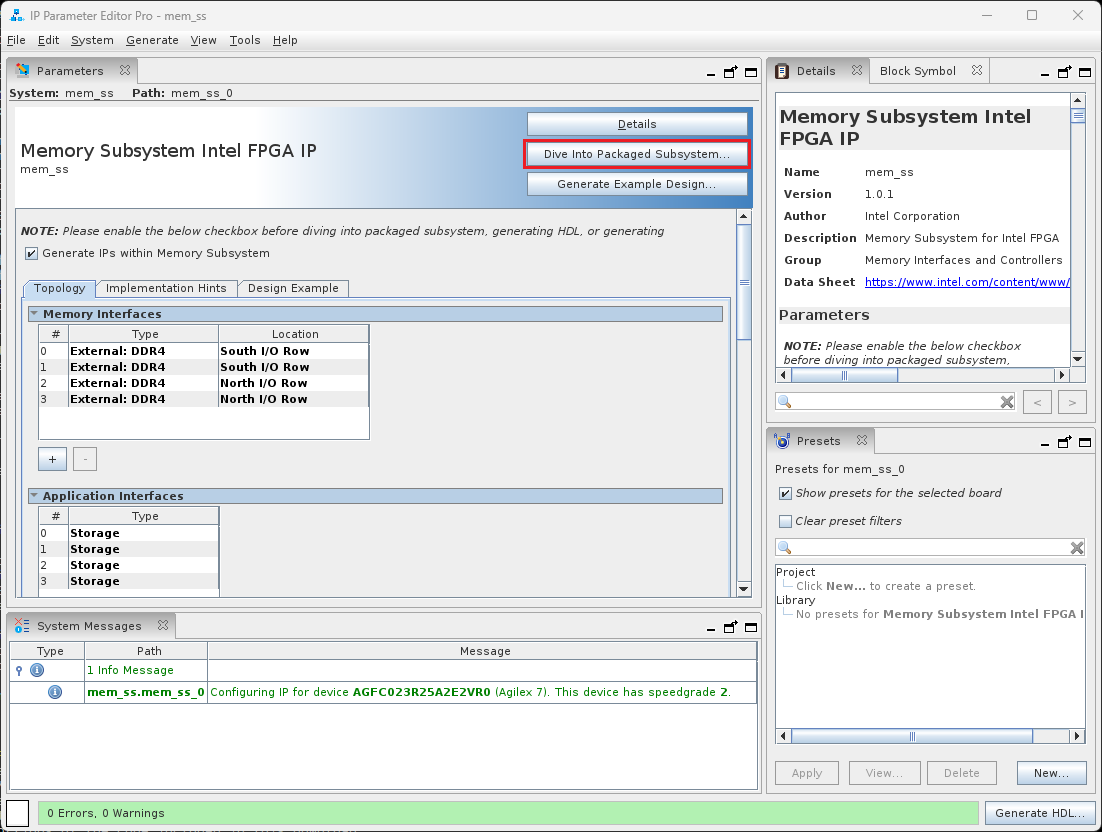 IP Parameter Editor Pro - mem_ss
File Edit System Generate View Tools Help
Parameters
System: mem_ss Path: mem_ss_0
Memory Subsystem Intel FPGA IP
mem_ss
Details
Dive Into Packaged Subsystem...
Generate Example Design...
NOTE: Please enable the below checkbox before diving into packaged subsystem, generating HDL, or generating
Generate IPs within Memory Subsystem
Topology Implementation Hints Design Example
Memory Interfaces
# Type Location
0 External: DDR4 South I/O Row
1 External: DDR4 South I/O Row
2 External: DDR4 North I/O Row
3 External: DDR4 North I/O Row
+ -
Application Interfaces
# Type
0 Storage
1 Storage
2 Storage
3 Storage
System Messages
Type Path Message
1 Info Message
mem_ss.mem_ss_0 Configuring IP for device AGFC023R25A2E2VR0 (Agilex 7). This device has speedgrade 2.
0 Errors, 0 Warnings
Details Block Symbol
Memory Subsystem Intel
FPGA IP
Name mem_ss
Version 1.0.1
Author Intel Corporation
Description Memory Subsystem for Intel FPGA
Group Memory Interfaces and Controllers
Data Sheet https://www.intel.com/content/www/
Parameters
NOTE: Please enable the below checkbox
before diving into packaged subsystem,
< >
Presets
Presets for mem_ss_0
Show presets for the selected board
Clear preset filters
Project
Click New... to create a preset.
Library
No presets for Memory Subsystem Intel FPGA I
Apply View... Delete New...
Generate HDL...